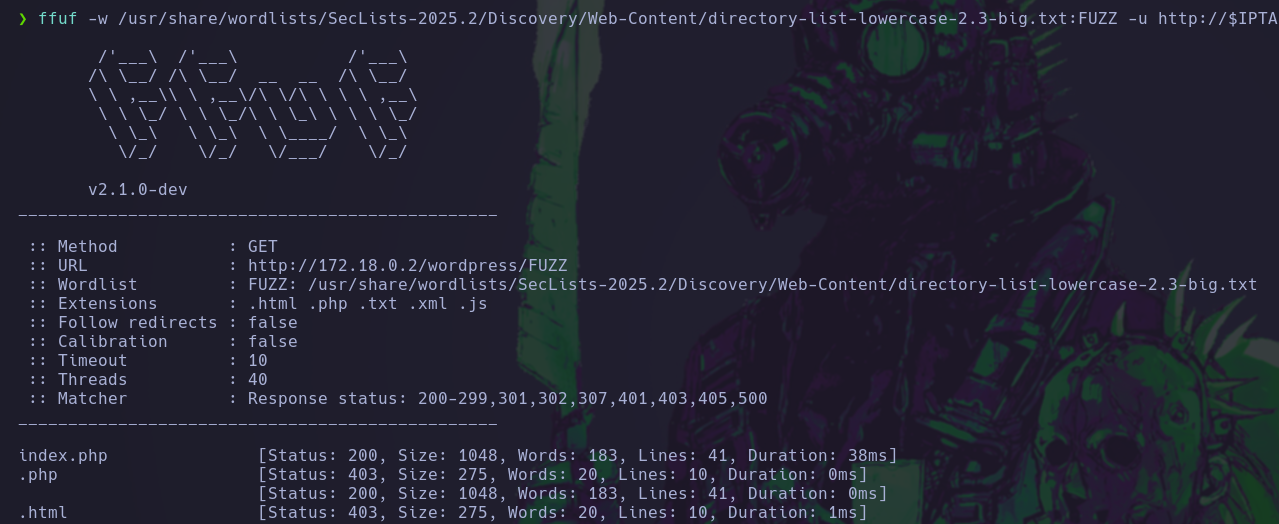 ❯ ffuf -w /usr/share/wordlists/SecLists-2025.2/Discovery/Web-Content/directory-list-lowercase-2.3-big.txt:FUZZ -u http://$IPTA
        /'___\  /'___\           /'___\
       /\ \__/ /\ \__/  __  __  /\ \__/
       \ \ ,__\\ \ ,__\/\ \/\ \ \ \ ,__\
        \ \ \_/ \ \ \_/\ \ \_\ \ \ \ \_/
         \ \_\   \ \_\  \ \____/  \ \_\
          \/_/    \/_/   \/___/    \/_/
       v2.1.0-dev
________________________________________________
 :: Method           : GET
 :: URL              : http://172.18.0.2/wordpress/FUZZ
 :: Wordlist         : FUZZ: /usr/share/wordlists/SecLists-2025.2/Discovery/Web-Content/directory-list-lowercase-2.3-big.txt
 :: Extensions       : .html .php .txt .xml .js
 :: Follow redirects : false
 :: Calibration      : false
 :: Timeout          : 10
 :: Threads          : 40
 :: Matcher          : Response status: 200-299,301,302,307,401,403,405,500
________________________________________________
index.php               [Status: 200, Size: 1048, Words: 183, Lines: 41, Duration: 38ms]
.php                    [Status: 403, Size: 275, Words: 20, Lines: 10, Duration: 0ms]
                        [Status: 200, Size: 1048, Words: 183, Lines: 41, Duration: 0ms]
.html                   [Status: 403, Size: 275, Words: 20, Lines: 10, Duration: 1ms]